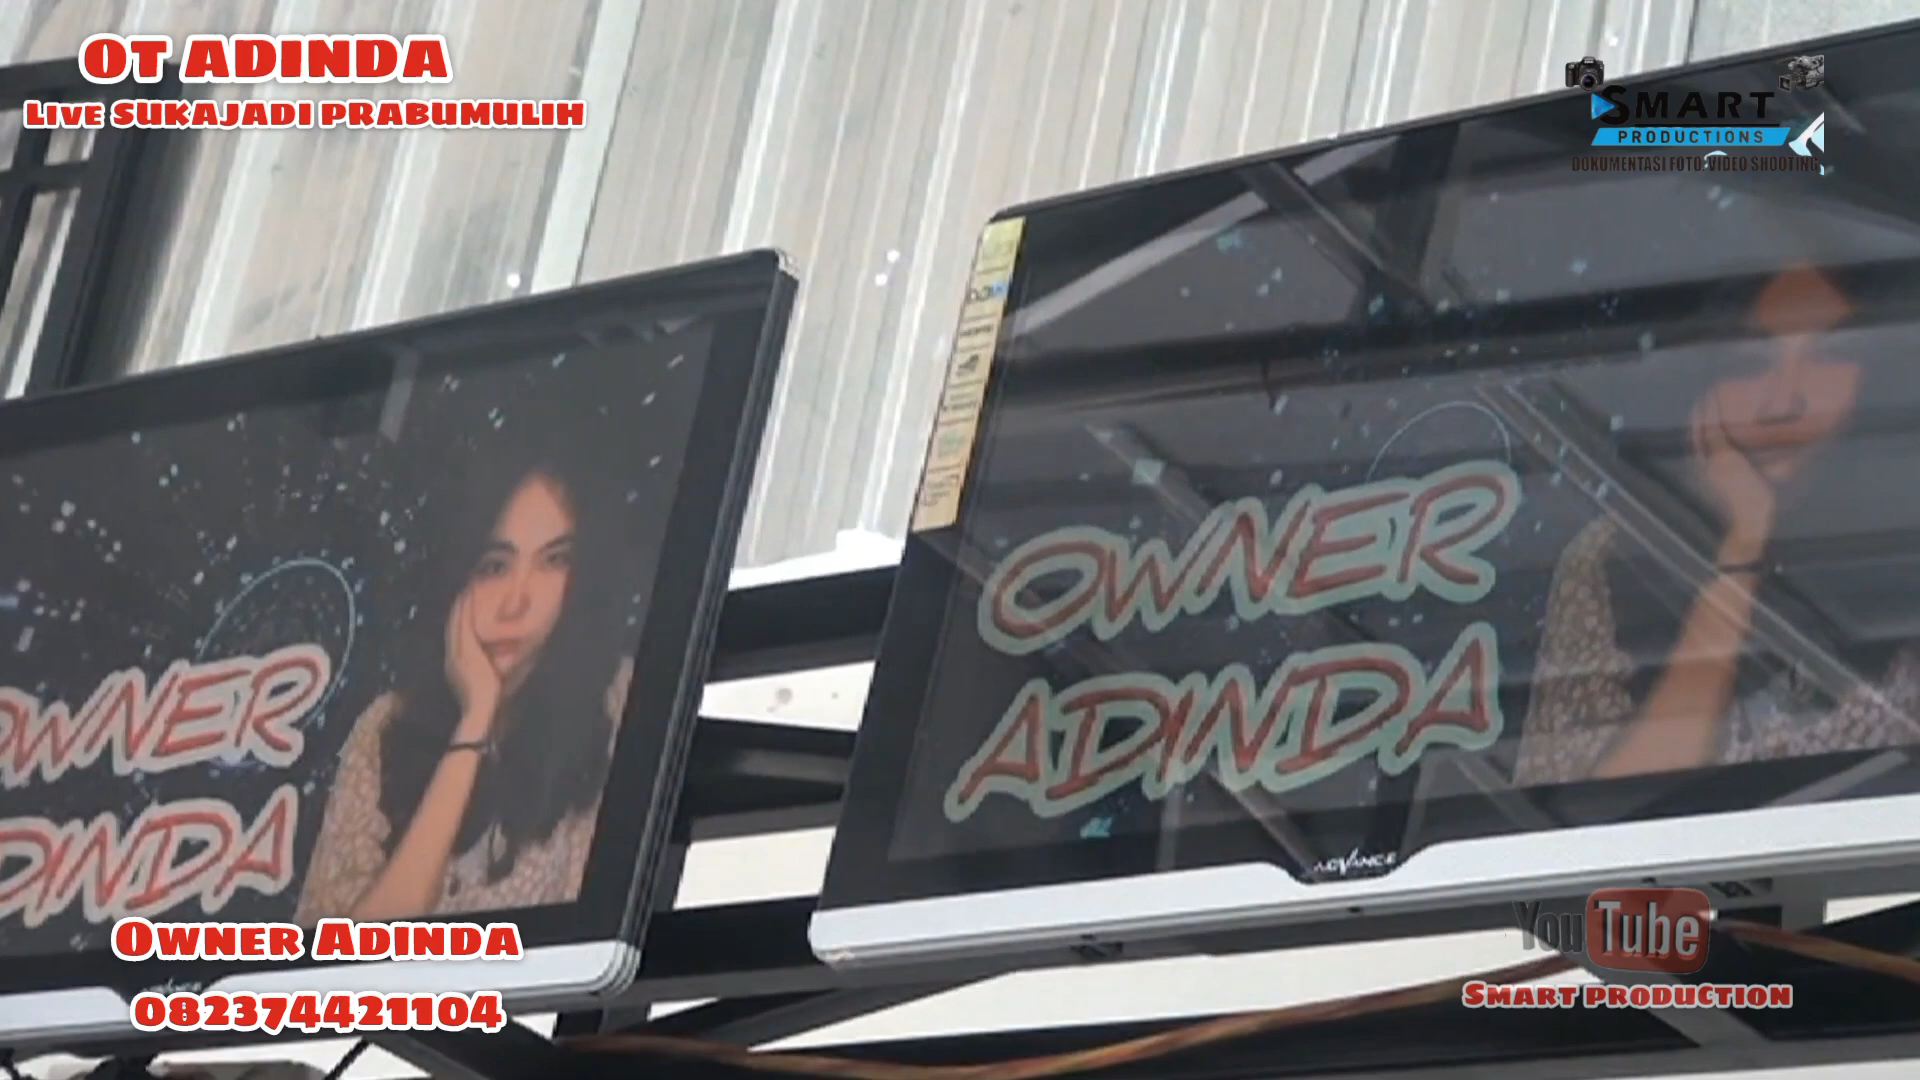 OT ADINDA
LIVE SUKAJADI PRABUMULIH
SMART
PRODUCTIONS
DOKUMENTASI FOTO, VIDEO SHOOTING
OWNER
ADINDA
OWNER
DINDA
ADVANCE
OWNER ADINDA
082374421104
YouTube
SMART PRODUCTION